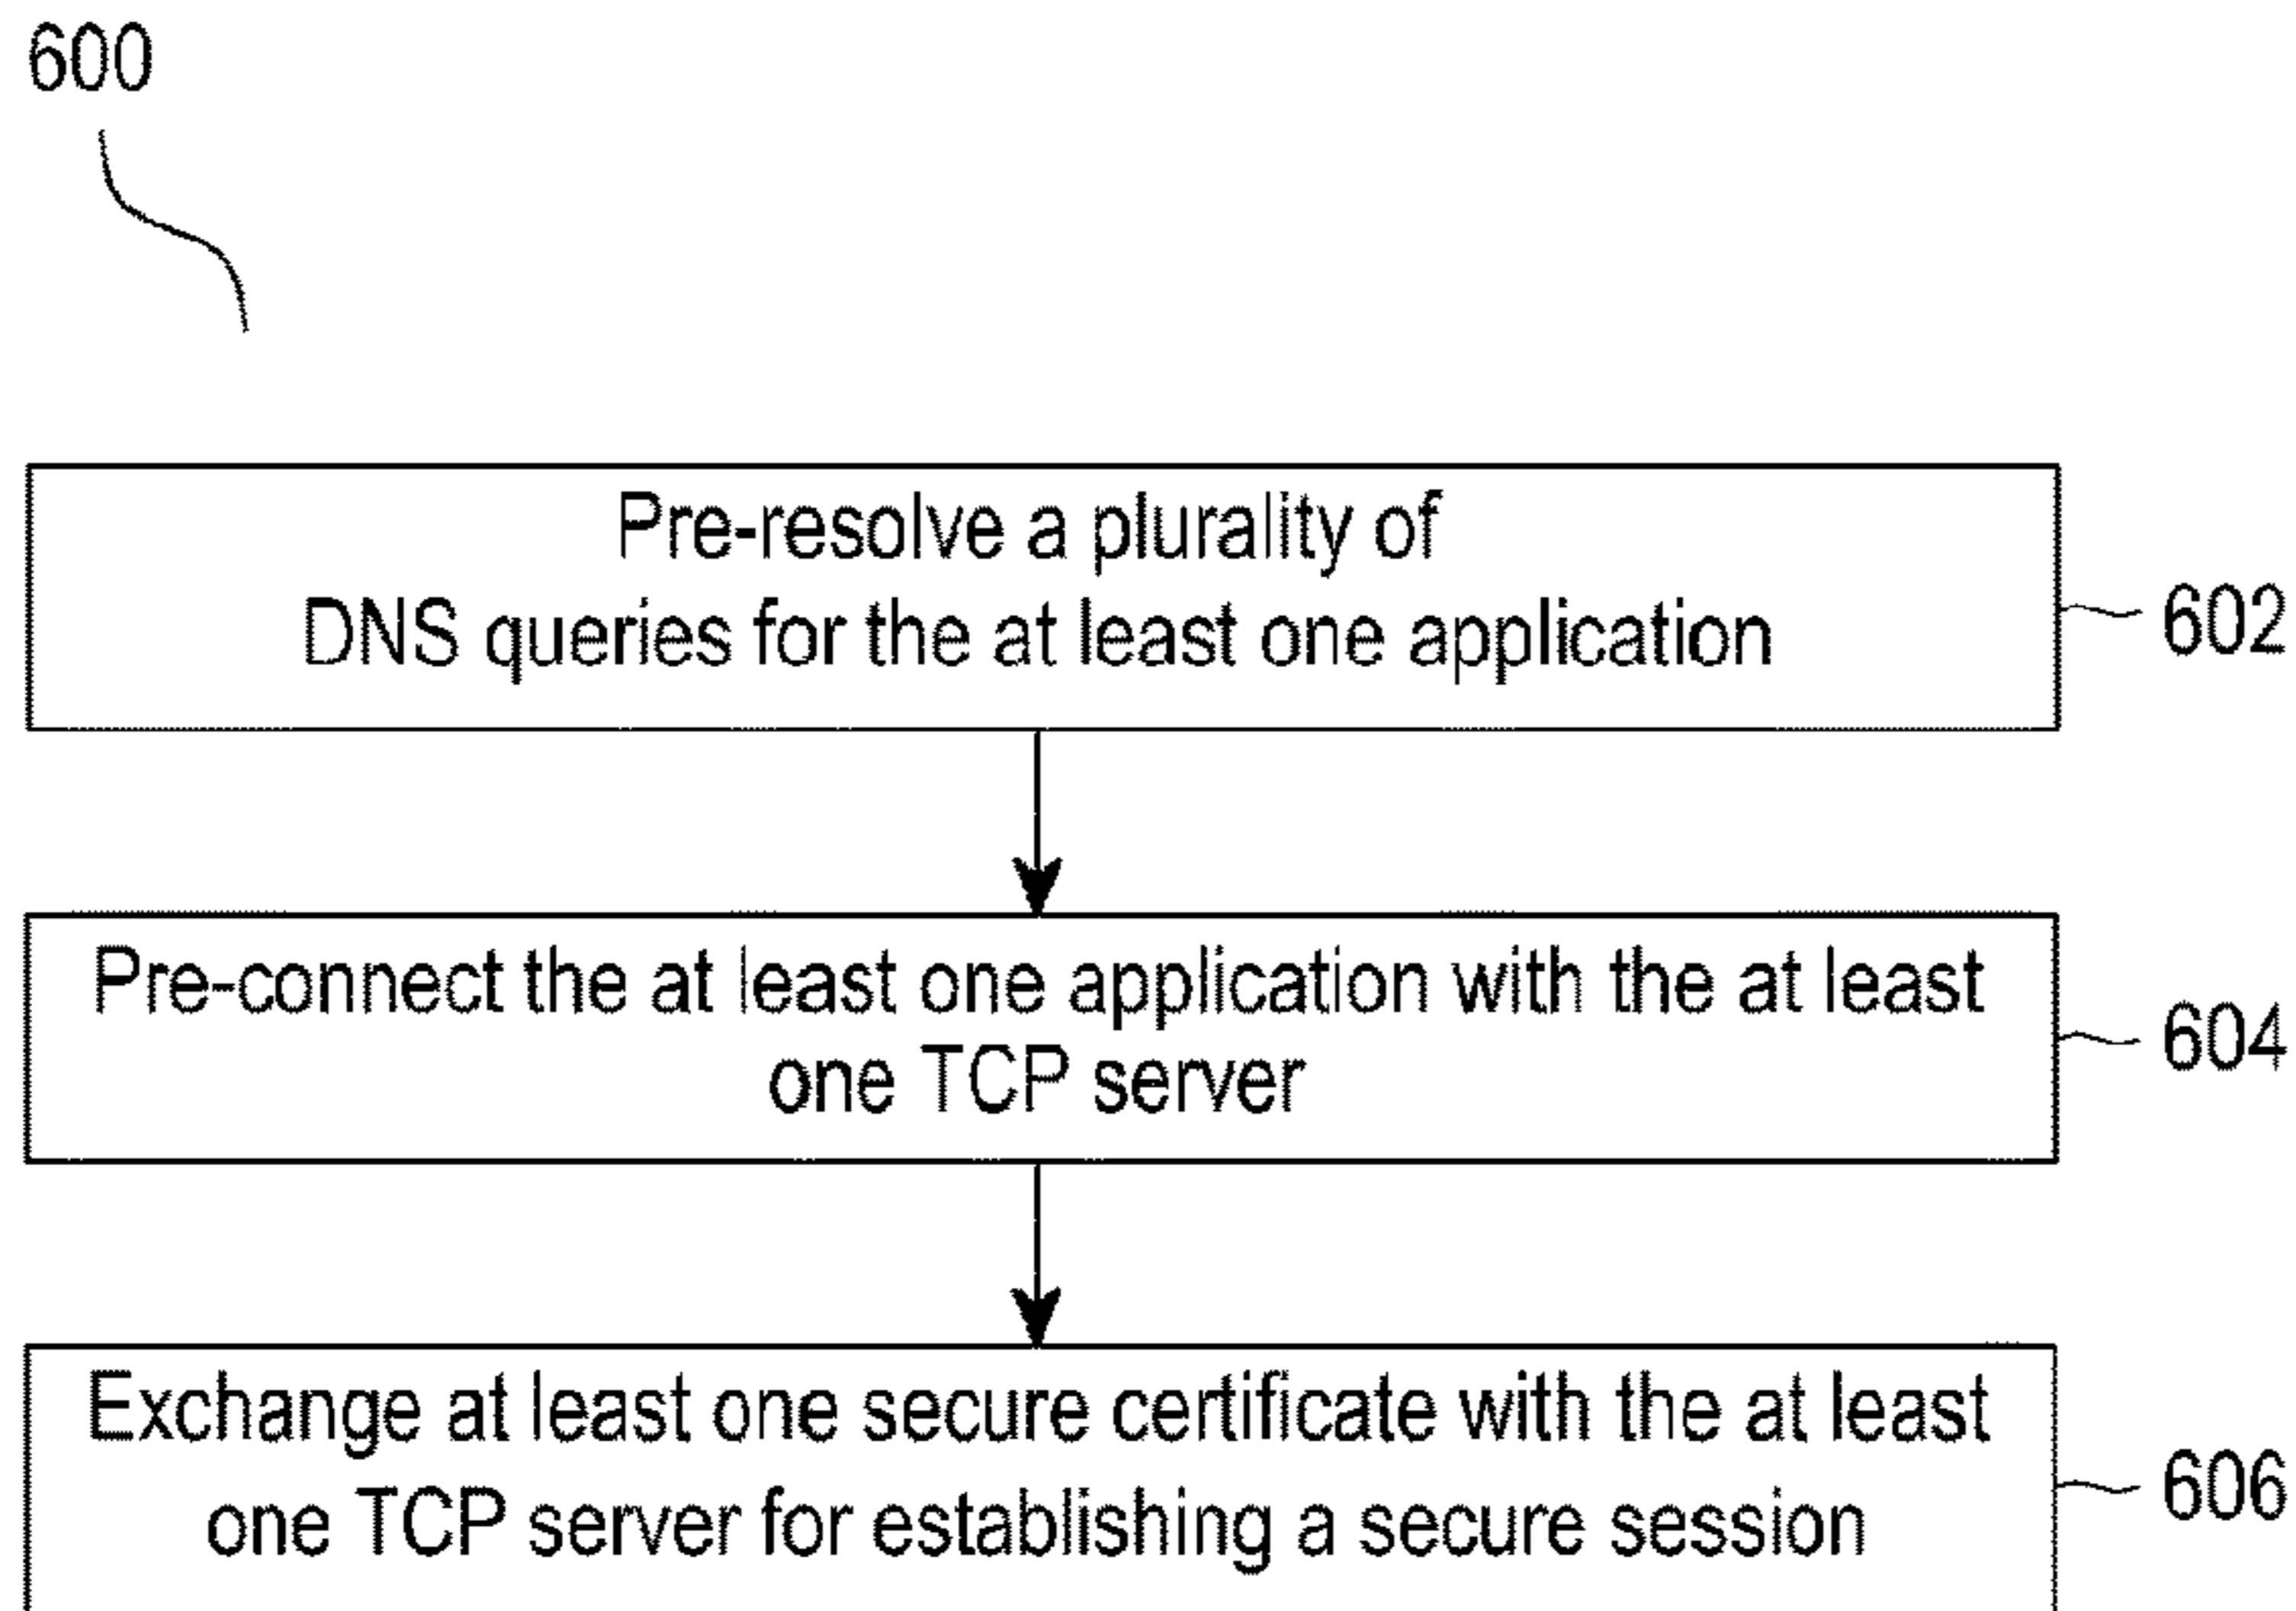 600
Pre-resolve a plurality of
DNS queries for the at least one application
602
Pre-connect the at least one application with the at least
one TCP server
604
Exchange at least one secure certificate with the at least
one TCP server for establishing a secure session
606